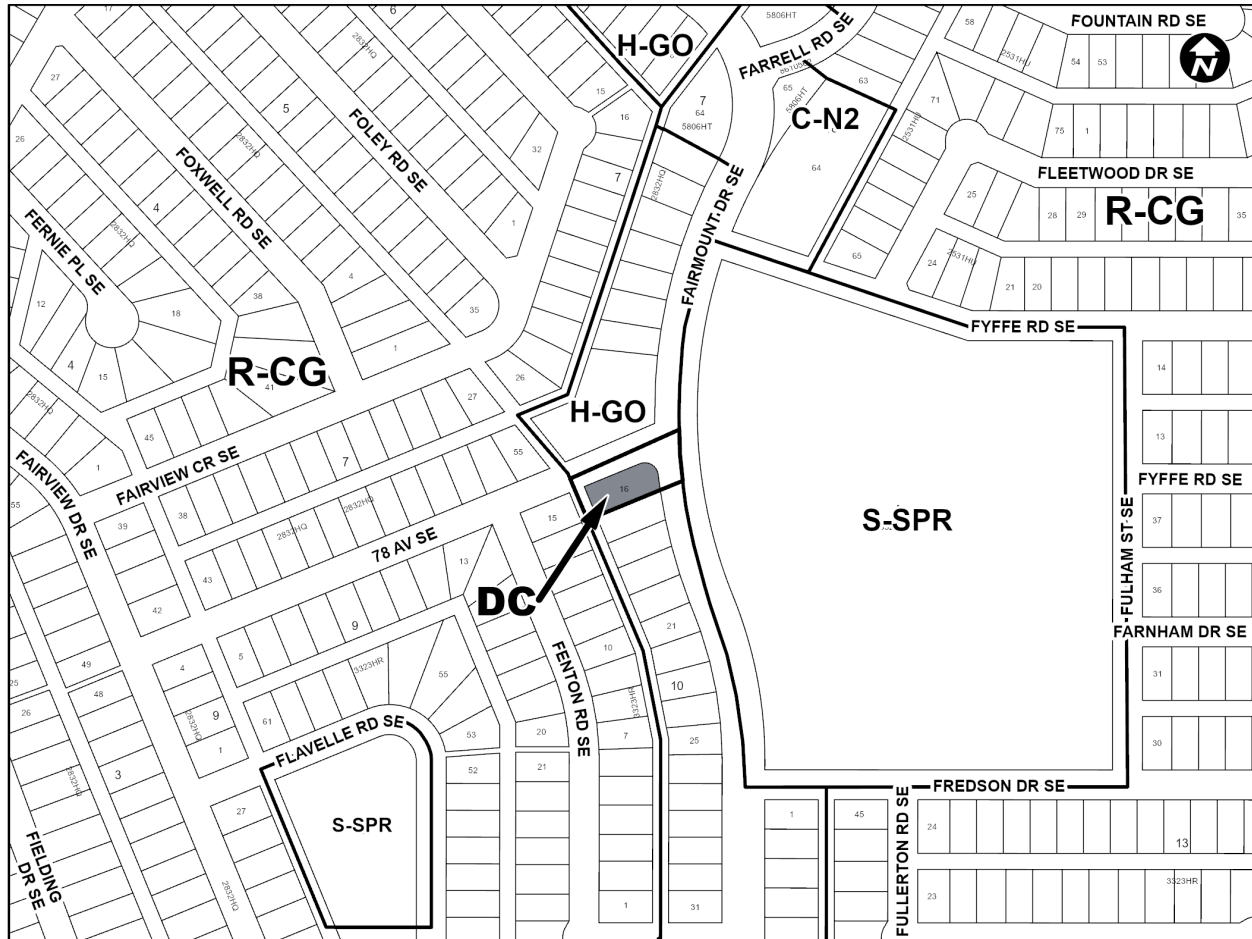 17
6
H-GO
5806HT
58
FOUNTAIN RD SE
N
2832HQ
FARRELL RD SE
2531HU
54
53
27
5
15
16
65
63
5806HT
7
64
5806HT
C-N2
71
2531HU
75
1
26
FOLEY RD SE
32
2832HQ
FOXWELL RD SE
7
64
FLEETWOOD DR SE
2832HQ
25
28
29
R-CG
35
4
FERNIE PL SE
2832HQ
1
FAIRMOUNT DR SE
65
24
2531HU
4
21
20
12
38
18
35
FYFFE RD SE
4
15
1
R-CG
41
26
14
2832HQ
27
H-GO
45
13
FAIRVIEW DR SE
1
FAIRVIEW CR SE
7
55
FYFFE RD SE
55
38
2832HQ
16
39
2832HQ
15
S-SPR
37
78 AV SE
43
13
FULHAM ST SE
42
DC
36
9
21
FARNHAM DR SE
5
10
4
49
3323HR
55
FENTON RD SE
31
25
48
10
26
9
2832HQ
61
3323HR
FLAVELLE RD SE
53
20
7
25
30
1
2832HQ
3
52
21
FREDSON DR SE
27
S-SPR
1
45
FULLERTON RD SE
24
13
FIELDING DR SE
2832HQ
3323HR
23
1
31